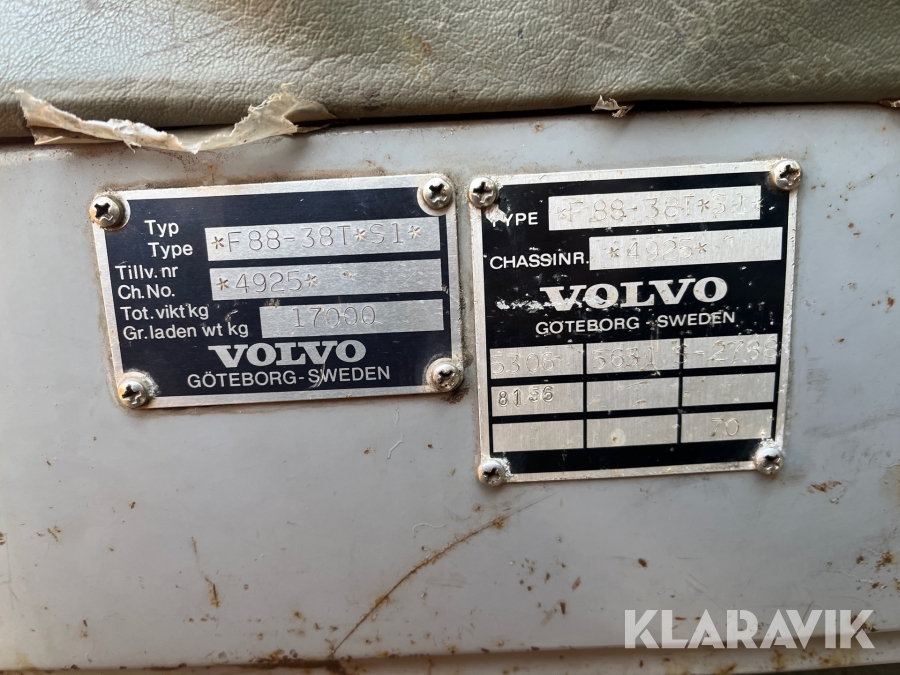 Typ
Type
*F88-38T*S1*
Tillv. nr
Ch.No.
*4925*
Tot. vikt kg
Gr. laden wt kg
17000
VOLVO
GÖTEBORG-SWEDEN
TYPE *F88-38T*S1*
CHASSINR. *4925*
VOLVO
GÖTEBORG - SWEDEN
8156
70
KLARAVIK